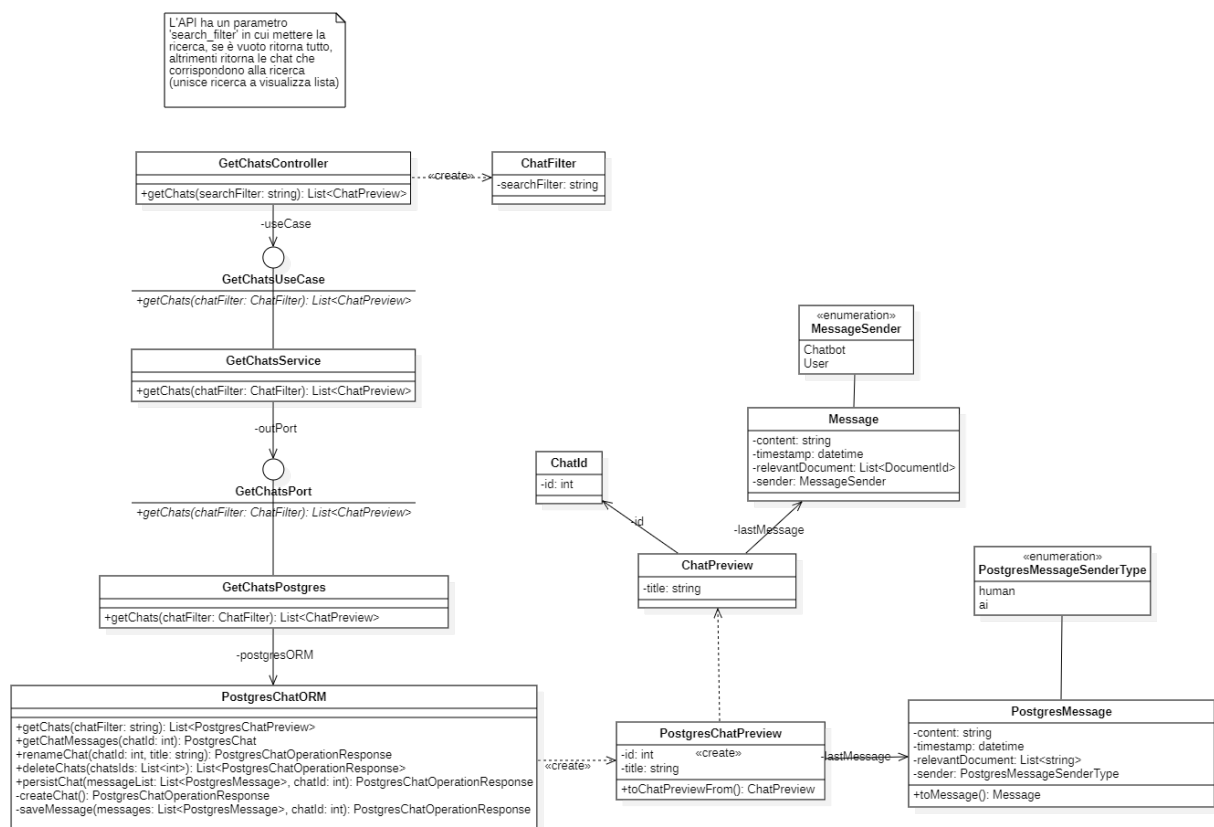 L'API ha un parametro
'search_filter' in cui mettere la
ricerca, se è vuoto ritorna tutto,
altrimenti ritorna le chat che
corrispondono alla ricerca
(unisce ricerca a visualizza lista)
GetChatsController
+getChats(searchFilter: string): List<ChatPreview>
«create»
ChatFilter
-searchFilter: string
-useCase
GetChatsUseCase
+getChats(chatFilter: ChatFilter): List<ChatPreview>
GetChatsService
+getChats(chatFilter: ChatFilter): List<ChatPreview>
-outPort
GetChatsPort
+getChats(chatFilter: ChatFilter): List<ChatPreview>
GetChatsPostgres
+getChats(chatFilter: ChatFilter): List<ChatPreview>
-postgresORM
PostgresChatORM
+getChats(chatFilter: string): List<PostgresChatPreview>
+getChatMessages(chatId: int): PostgresChat
+renameChat(chatId: int, title: string): PostgresChatOperationResponse
+deleteChats(chatsIds: List<int>): List<PostgresChatOperationResponse>
+persistChat(messageList: List<PostgresMessage>, chatId: int): PostgresChatOperationResponse
-createChat(): PostgresChatOperationResponse
-saveMessage(messages: List<PostgresMessage>, chatId: int): PostgresChatOperationResponse
«create»
«enumeration»
MessageSender
Chatbot
User
Message
-content: string
-timestamp: datetime
-relevantDocument: List<DocumentId>
-sender: MessageSender
ChatId
-id: int
-id
-lastMessage
ChatPreview
-title: string
PostgresChatPreview
-id: int
«create»
-title: string
+toChatPreviewFrom(): ChatPreview
-lastMessage
«enumeration»
PostgresMessageSenderType
human
ai
PostgresMessage
-content: string
-timestamp: datetime
-relevantDocument: List<string>
-sender: PostgresMessageSenderType
+toMessage(): Message